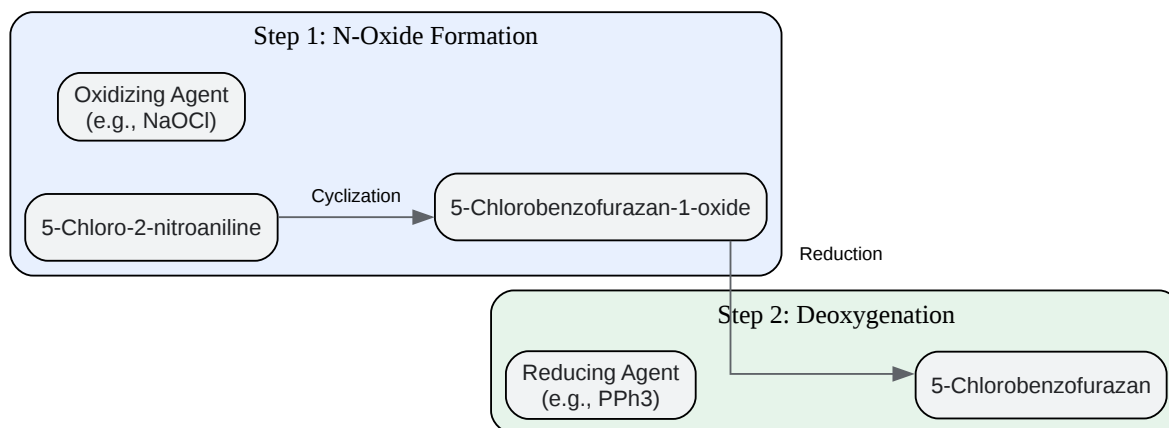 Step 1: N-Oxide Formation
Oxidizing Agent
(e.g., NaOCl)
5-Chloro-2-nitroaniline
Cyclization
5-Chlorobenzofurazan-1-oxide
Reduction
Step 2: Deoxygenation
Reducing Agent
(e.g., PPh3)
5-Chlorobenzofurazan